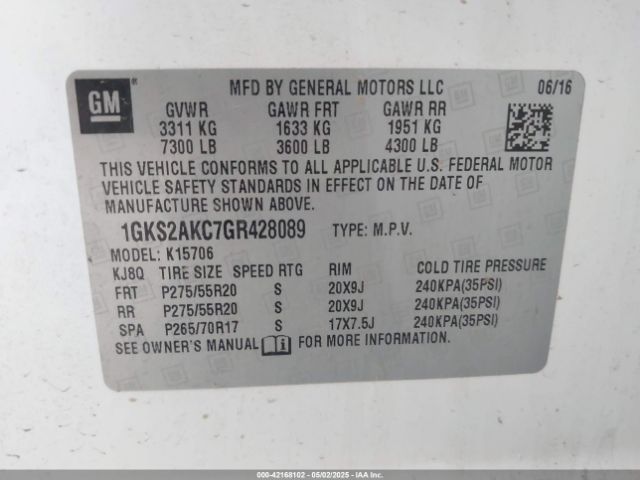 GM
MFD BY GENERAL MOTORS LLC 06/16
GVWR GAWR FRT GAWR RR
3311 KG 1633 KG 1951 KG
7300 LB 3600 LB 4300 LB
THIS VEHICLE CONFORMS TO ALL APPLICABLE U.S. FEDERAL MOTOR
VEHICLE SAFETY STANDARDS IN EFFECT ON THE DATE OF
MANUFACTURE SHOWN ABOVE.
1GKS2AKC7GR428089 TYPE: M.P.V.
MODEL: K15706
KJ8Q TIRE SIZE SPEED RTG RIM COLD TIRE PRESSURE
FRT P275/55R20 S 20X9J 240KPA(35PSI)
RR P275/55R20 S 20X9J 240KPA(35PSI)
SPA P265/70R17 S 17X7.5J 240KPA(35PSI)
SEE OWNER'S MANUAL FOR MORE INFORMATION.
000-42168102 - 05/02/2025 - IAAI.COM